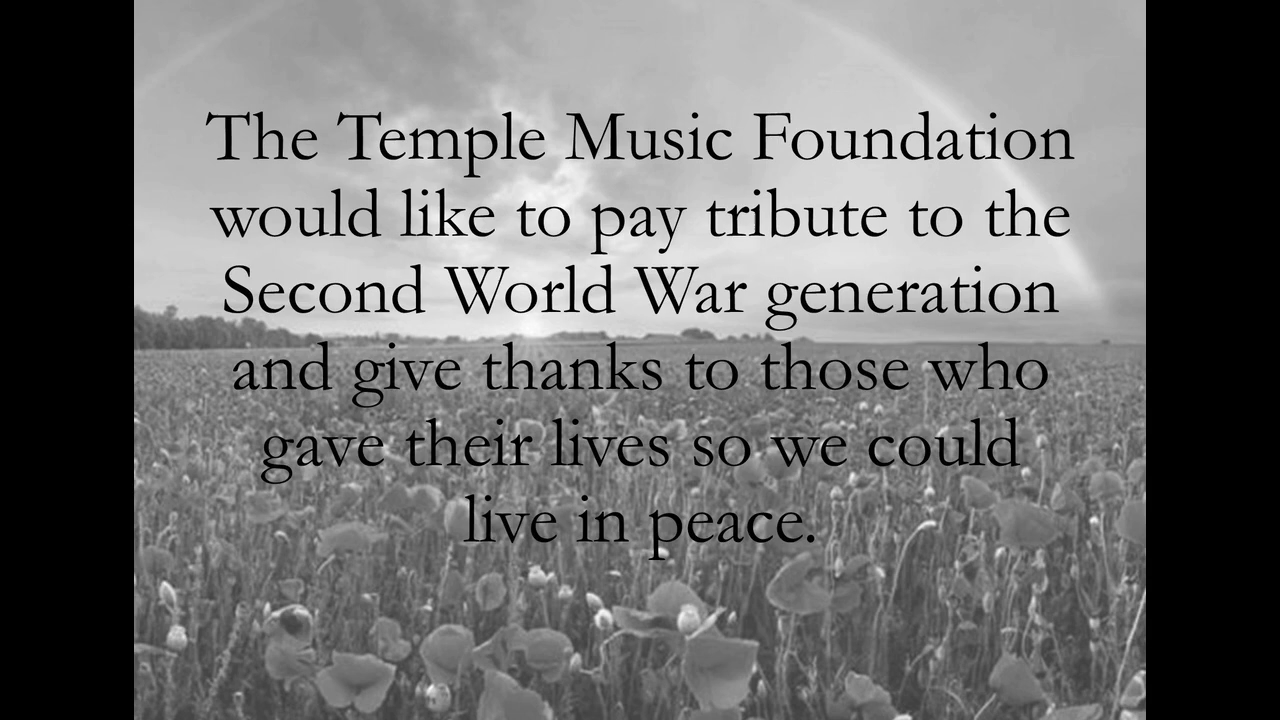 The Temple Music Foundation
would like to pay tribute to the
Second World War generation
and give thanks to those who
gave their lives so we could
live in peace.